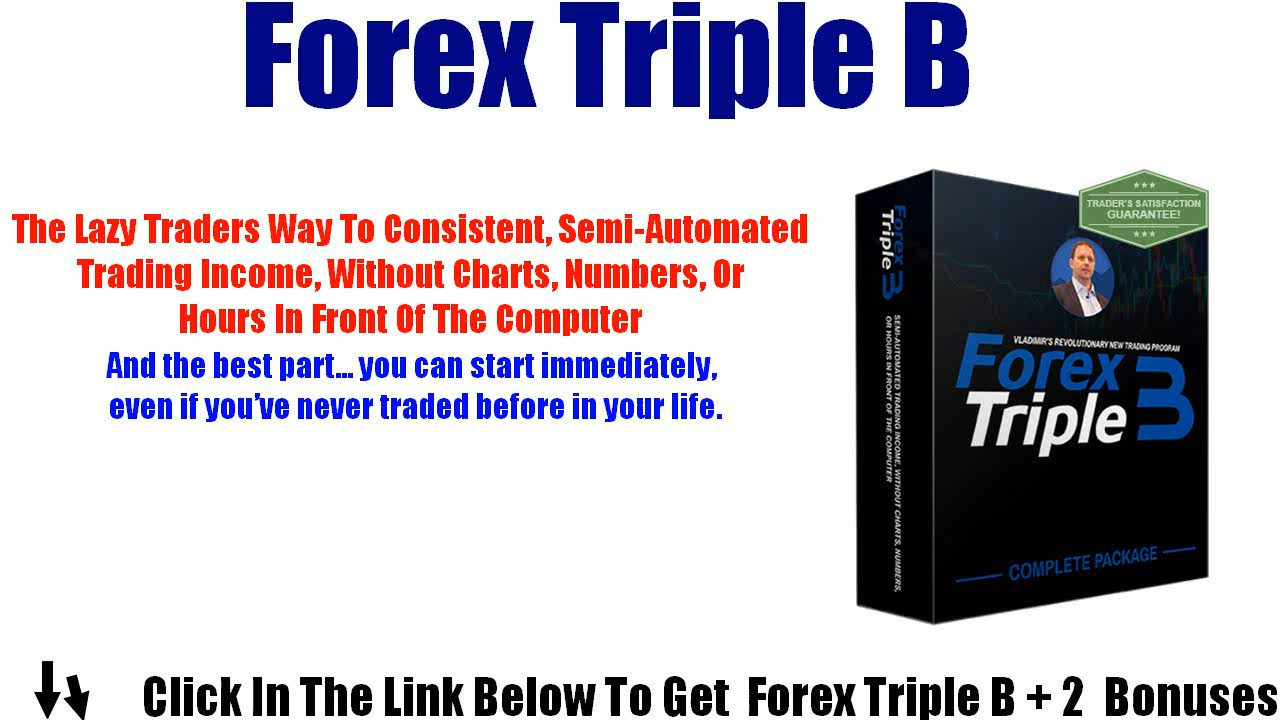 Forex Triple B
The Lazy Traders Way To Consistent, Semi-Automated
Trading Income, Without Charts, Numbers, Or
Hours In Front Of The Computer
And the best part... you can start immediately,
even if you’ve never traded before in your life.
TRADER'S SATISFACTION
GUARANTEE!
Forex
Triple B
SEMI-AUTOMATED TRADING INCOME, WITHOUT CHARTS, NUMBERS,
OR HOURS IN FRONT OF THE COMPUTER
VLADIMIR'S REVOLUTIONARY NEW TRADING PROGRAM
Forex
Triple B
COMPLETE PACKAGE
Click In The Link Below To Get Forex Triple B + 2 Bonuses